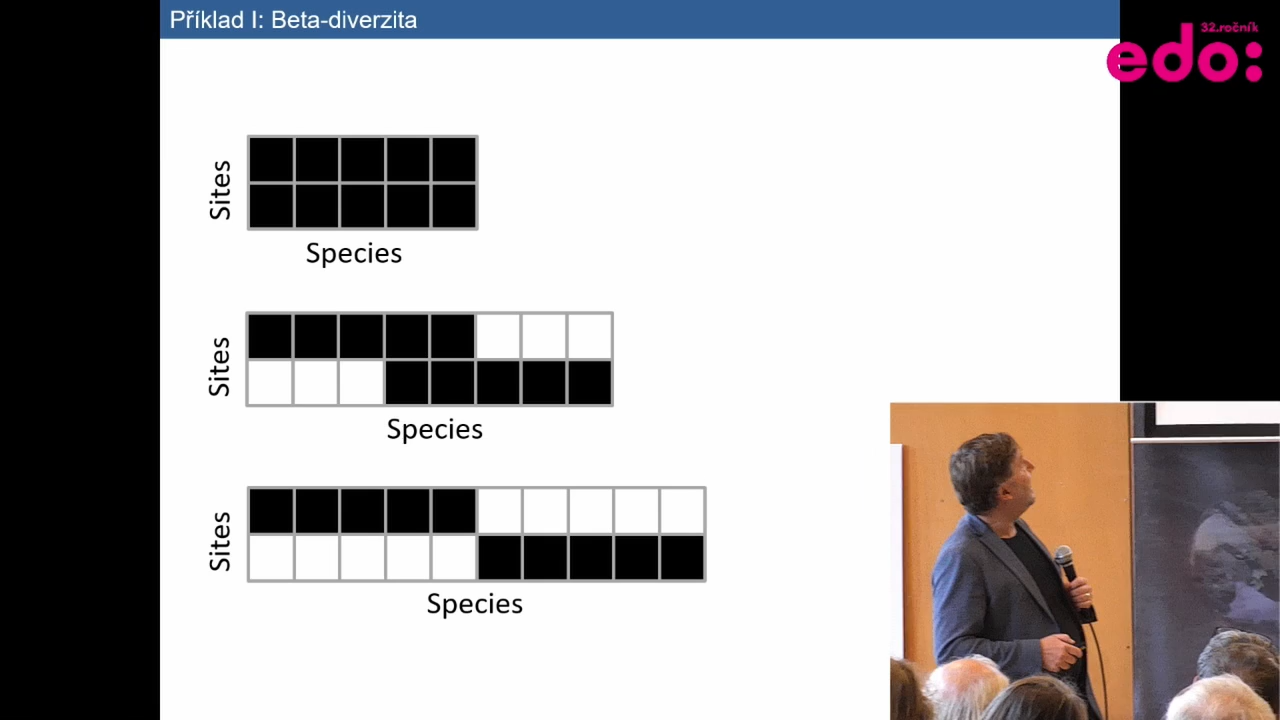 Příklad I: Beta-diverzita
32.ročník
edo:
Sites
Species
Sites
Species
Sites
Species